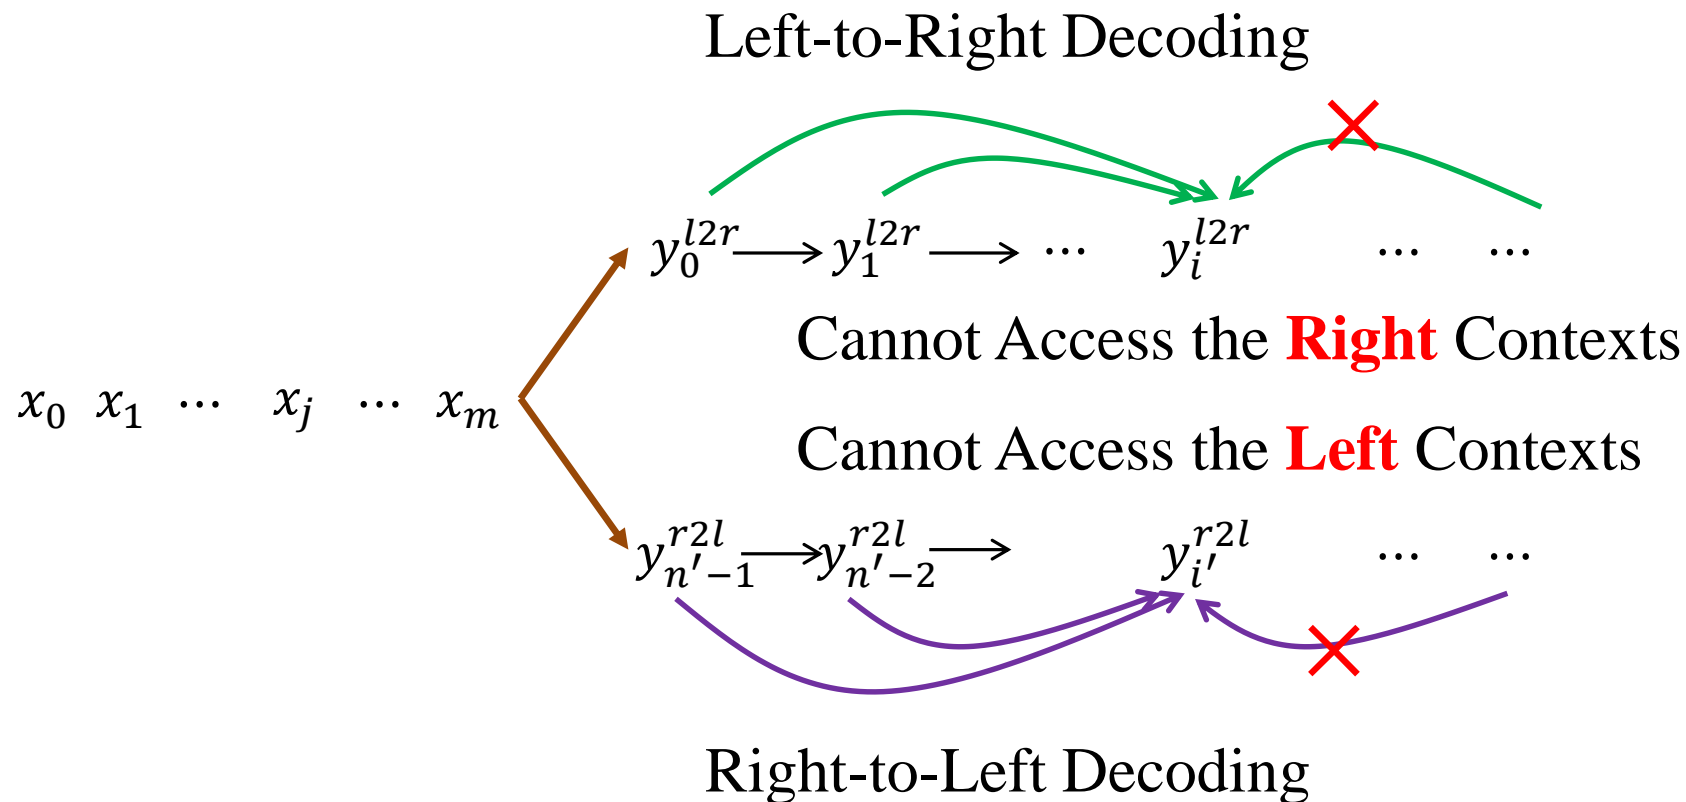 Left-to-Right Decoding
$y_0^{l2r}$ $y_1^{l2r}$ ⋯ $y_i^{l2r}$ ⋯ ⋯
Cannot Access the Right Contexts
$x_0$ $x_1$ ⋯ $x_j$ ⋯ $x_m$
Cannot Access the Left Contexts
$y_{n'-1}^{r2l}$ $y_{n'-2}^{r2l}$ $y_{i'}^{r2l}$ ⋯ ⋯
Right-to-Left Decoding